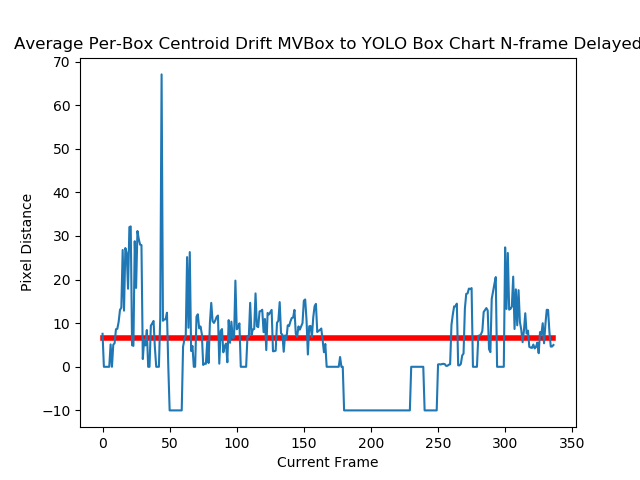 Average Per-Box Centroid Drift MVBox to YOLO Box Chart N-frame Delayed
70
60
50
40
30
20
10
0
−10
Pixel Distance
0 50 100 150 200 250 300 350
Current Frame